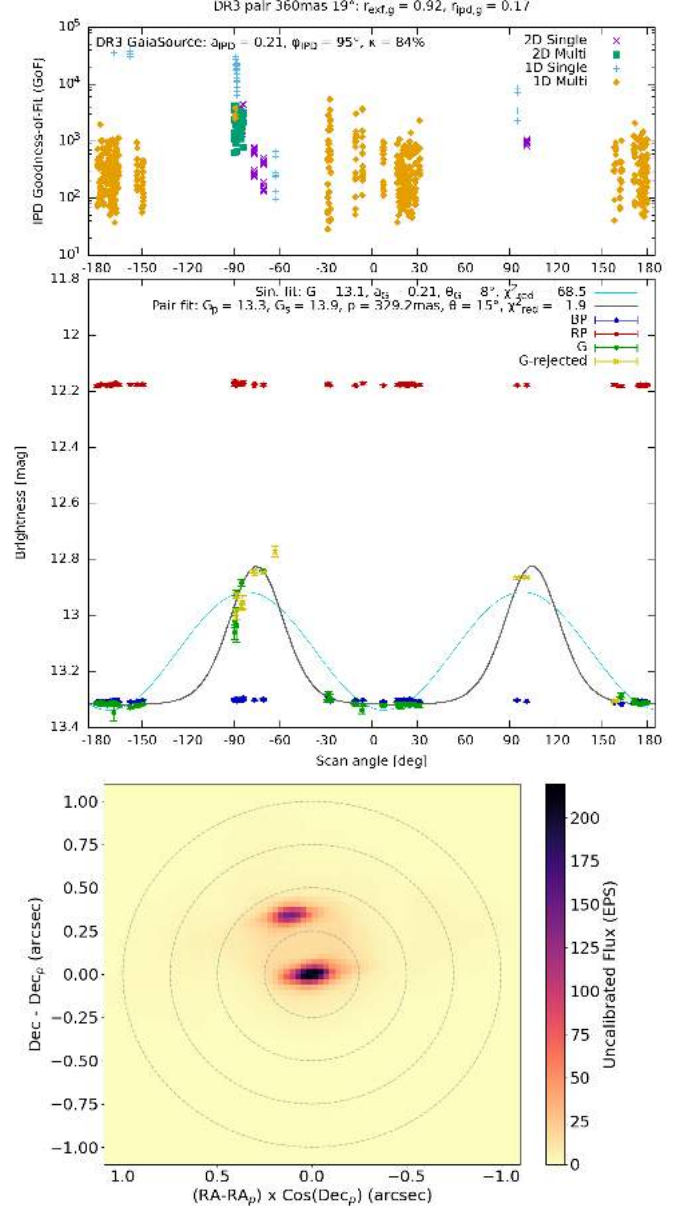 DR3 pair 360mas 19°: r_exf,g = 0.92, r_ipd,g = 0.17
DR3 GaiaSource: a_IPD = 0.21, φ_IPD = 95°, κ = 84%
2D Single
2D Multi
1D Single
1D Multi
IPD Goodness-of-Fit (GoF)
10^5
10^4
10^3
10^2
10^1
-180 -150 -120 -90 -60 -30 0 30 60 90 120 150 180
Sin. fit: G 13.1, a_G 0.21, θ_G 8°, χ²_red 68.5
Pair fit: G_p = 13.3, G_s = 13.9, ρ = 329.2mas, θ = 15°, χ²_red = 1.9
BP
RP
G
G-rejected
Brightness [mag]
11.8
12
12.2
12.4
12.6
12.8
13
13.2
13.4
-180 -150 -120 -90 -60 -30 0 30 60 90 120 150 180
Scan angle [deg]
Dec - Dec_p (arcsec)
1.00
0.75
0.50
0.25
0.00
−0.25
−0.50
−0.75
−1.00
1.0 0.5 0.0 −0.5 −1.0
(RA-RA_p) x Cos(Dec_p) (arcsec)
200
175
150
125
100
75
50
25
0
Uncalibrated Flux (EPS)